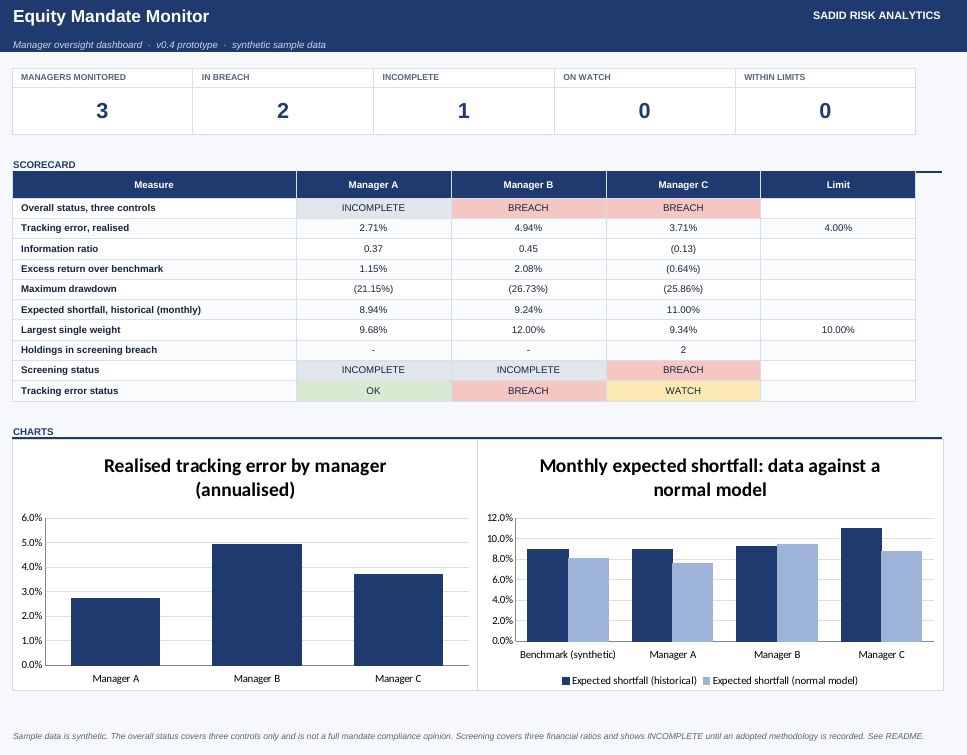 Equity Mandate Monitor
SADID RISK ANALYTICS
Manager oversight dashboard · v0.4 prototype · synthetic sample data
MANAGERS MONITORED IN BREACH INCOMPLETE ON WATCH WITHIN LIMITS
3 2 1 0 0
SCORECARD
Measure Manager A Manager B Manager C Limit
Overall status, three controls INCOMPLETE BREACH BREACH
Tracking error, realised 2.71% 4.94% 3.71% 4.00%
Information ratio 0.37 0.45 (0.13)
Excess return over benchmark 1.15% 2.08% (0.64%)
Maximum drawdown (21.15%) (26.73%) (25.86%)
Expected shortfall, historical (monthly) 8.94% 9.24% 11.00%
Largest single weight 9.68% 12.00% 9.34% 10.00%
Holdings in screening breach - - 2
Screening status INCOMPLETE INCOMPLETE BREACH
Tracking error status OK BREACH WATCH
CHARTS
Realised tracking error by manager
(annualised)
6.0%
5.0%
4.0%
3.0%
2.0%
1.0%
0.0%
Manager A Manager B Manager C
Monthly expected shortfall: data against a
normal model
12.0%
10.0%
8.0%
6.0%
4.0%
2.0%
0.0%
Benchmark (synthetic) Manager A Manager B Manager C
Expected shortfall (historical) Expected shortfall (normal model)
Sample data is synthetic. The overall status covers three controls only and is not a full mandate compliance opinion. Screening covers three financial ratios and shows INCOMPLETE until an adopted methodology is recorded. See README.